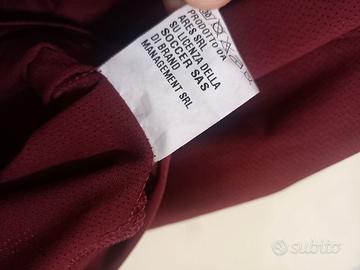 PRODOTTO DA
ARES SRL
SU LICENZA DELLA
SOCCER SAS
DI BRAND
MANAGEMENT SRL
subito